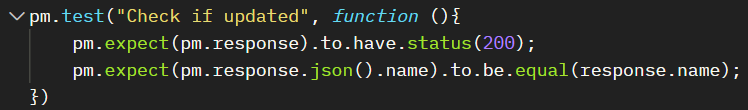 pm.test("Check if updated", function (){
    pm.expect(pm.response).to.have.status(200);
    pm.expect(pm.response.json().name).to.be.equal(response.name);
})